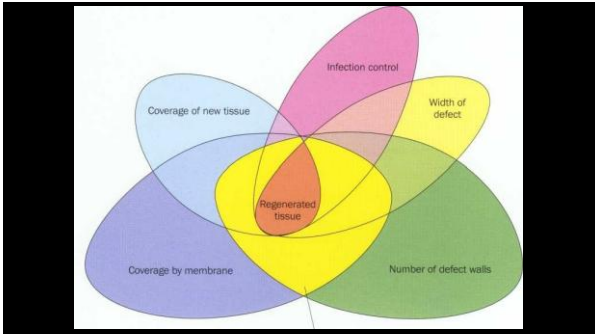 Infection control
Width of
defect
Coverage of new tissue
Regenerated
tissue
Coverage by membrane
Number of defect walls